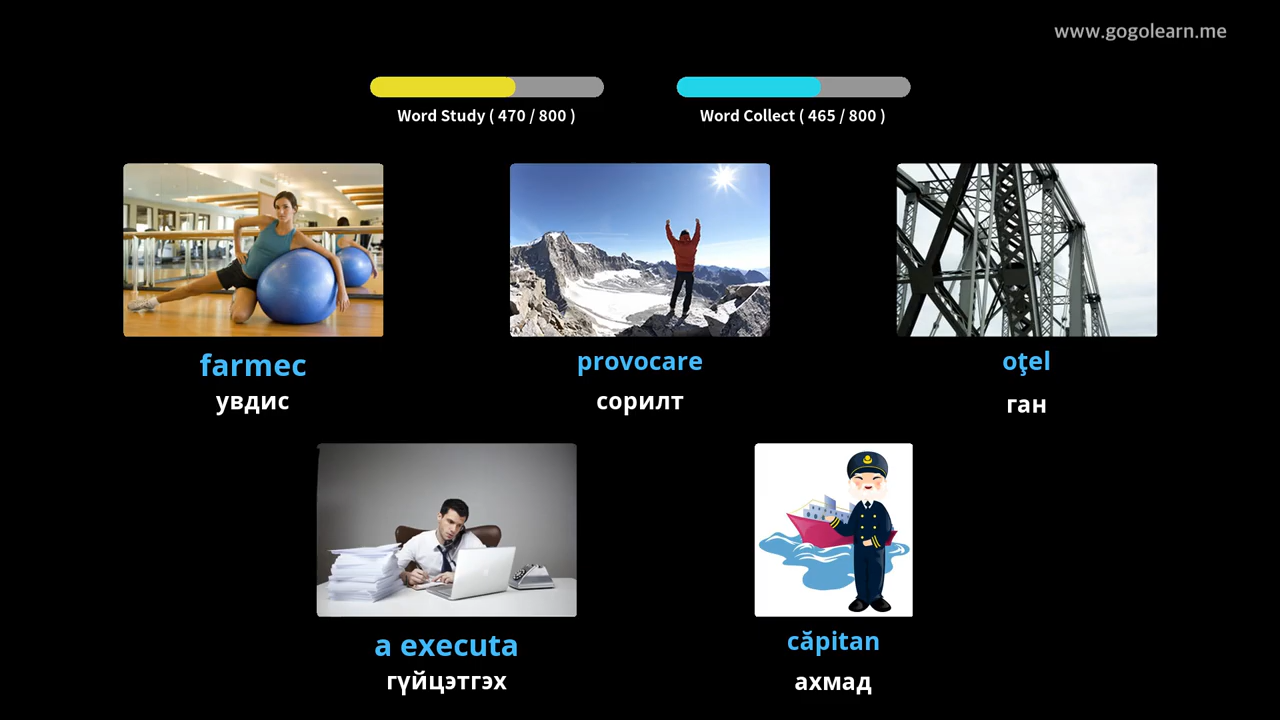 www.gogolearn.me
Word Study ( 470 / 800 )
Word Collect ( 465 / 800 )
farmec
увдис
provocare
сорилт
oţel
ган
a executa
гүйцэтгэх
căpitan
ахмад